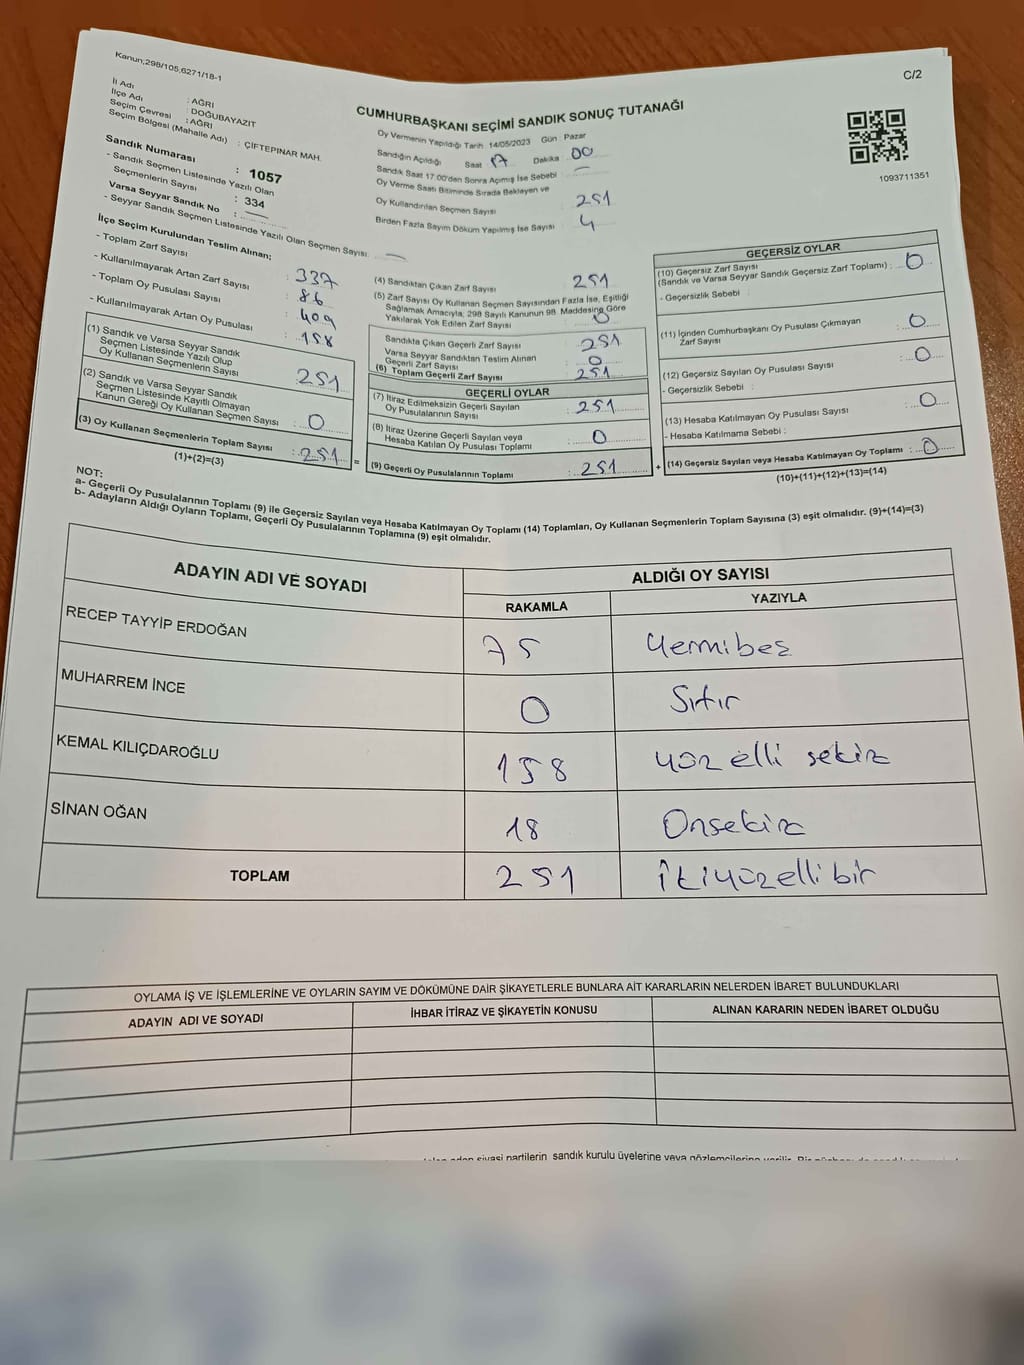 Kanun;298/105,6271/18-1
C/2
İl Adı : AĞRI
İlçe Adı : DOĞUBAYAZIT
Seçim Çevresi : AĞRI
Seçim Bölgesi (Mahalle Adı) : ÇİFTEPINAR MAH.
Sandık Numarası : 1057
- Sandık Seçmen Listesinde Yazılı Olan
Seçmenlerin Sayısı : 334
Varsa Seyyar Sandık No :
- Seyyar Sandık Seçmen Listesinde Yazılı Olan Seçmen Sayısı : —
CUMHURBAŞKANI SEÇİMİ SANDIK SONUÇ TUTANAĞI
Oy Vermenin Yapıldığı Tarih 14/05/2023 Gün : Pazar
Sandığın Açıldığı Saat 17 Dakika 00
Sandık Saat 17.00'den Sonra Açımış İse Sebebi : —
Oy Verme Saati Bitiminde Sırada Bekleyen ve
Oy Kullandırılan Seçmen Sayısı : 251
Birden Fazla Sayım Döküm Yapılmış İse Sayısı : 4
1093711351
İlçe Seçim Kurulundan Teslim Alınan;
- Toplam Zarf Sayısı : 337
- Kullanılmayarak Artan Zarf Sayısı : 86
- Toplam Oy Pusulası Sayısı : 409
- Kullanılmayarak Artan Oy Pusulası : 158
(1) Sandık ve Varsa Seyyar Sandık
Seçmen Listesinde Yazılı Olup
Oy Kullanan Seçmenlerin Sayısı : 251
(2) Sandık ve Varsa Seyyar Sandık
Seçmen Listesinde Kayıtlı Olmayan
Kanun Gereği Oy Kullanan Seçmen Sayısı : 0
(3) Oy Kullanan Seçmenlerin Toplam Sayısı : 251
(1)+(2)=(3)
(4) Sandıktan Çıkan Zarf Sayısı : 251
(5) Zarf Sayısı Oy Kullanan Seçmen Sayısından Fazla İse, Eşitliği
Sağlamak Amacıyla, 298 Sayılı Kanunun 98. Maddesine Göre
Yakılarak Yok Edilen Zarf Sayısı : 0
Sandıkta Çıkan Geçerli Zarf Sayısı : 251
Varsa Seyyar Sandıktan Teslim Alınan
Geçerli Zarf Sayısı : 0
(6) Toplam Geçerli Zarf Sayısı : 251
GEÇERLİ OYLAR
(7) İtiraz Edilmeksizin Geçerli Sayılan
Oy Pusulalarının Sayısı : 251
(8) İtiraz Üzerine Geçerli Sayılan veya
Hesaba Katılan Oy Pusulası Toplamı : 0
= (9) Geçerli Oy Pusulalarının Toplamı : 251 +
GEÇERSİZ OYLAR
(10) Geçersiz Zarf Sayısı
(Sandık ve Varsa Seyyar Sandık Geçersiz Zarf Toplamı) : 0
- Geçersizlik Sebebi :
(11) İçinden Cumhurbaşkanı Oy Pusulası Çıkmayan
Zarf Sayısı : 0
(12) Geçersiz Sayılan Oy Pusulası Sayısı : 0
- Geçersizlik Sebebi :
(13) Hesaba Katılmayan Oy Pusulası Sayısı : 0
- Hesaba Katılmama Sebebi :
(14) Geçersiz Sayılan veya Hesaba Katılmayan Oy Toplamı : 0
(10)+(11)+(12)+(13)=(14)
NOT:
a- Geçerli Oy Pusulalarının Toplamı (9) ile Geçersiz Sayılan veya Hesaba Katılmayan Oy Toplamı (14) Toplamları, Oy Kullanan Seçmenlerin Toplam Sayısına (3) eşit olmalıdır. (9)+(14)=(3)
b- Adayların Aldığı Oyların Toplamı, Geçerli Oy Pusulalarının Toplamına (9) eşit olmalıdır.
ADAYIN ADI VE SOYADI ALDIĞI OY SAYISI
RAKAMLA YAZIYLA
RECEP TAYYİP ERDOĞAN 75 Yermibeş
MUHARREM İNCE 0 Sıfır
KEMAL KILIÇDAROĞLU 158 yüz elli sekiz
SİNAN OĞAN 18 Onsekiz
TOPLAM 251 İkiyüzellibir
OYLAMA İŞ VE İŞLEMLERİNE VE OYLARIN SAYIM VE DÖKÜMÜNE DAİR ŞİKAYETLERLE BUNLARA AİT KARARLARIN NELERDEN İBARET BULUNDUKLARI
ADAYIN ADI VE SOYADI İHBAR İTİRAZ VE ŞİKAYETİN KONUSU ALINAN KARARIN NEDEN İBARET OLDUĞU
siyasi partilerin sandık kurulu üyelerine veya gözlemcilerine verilir.